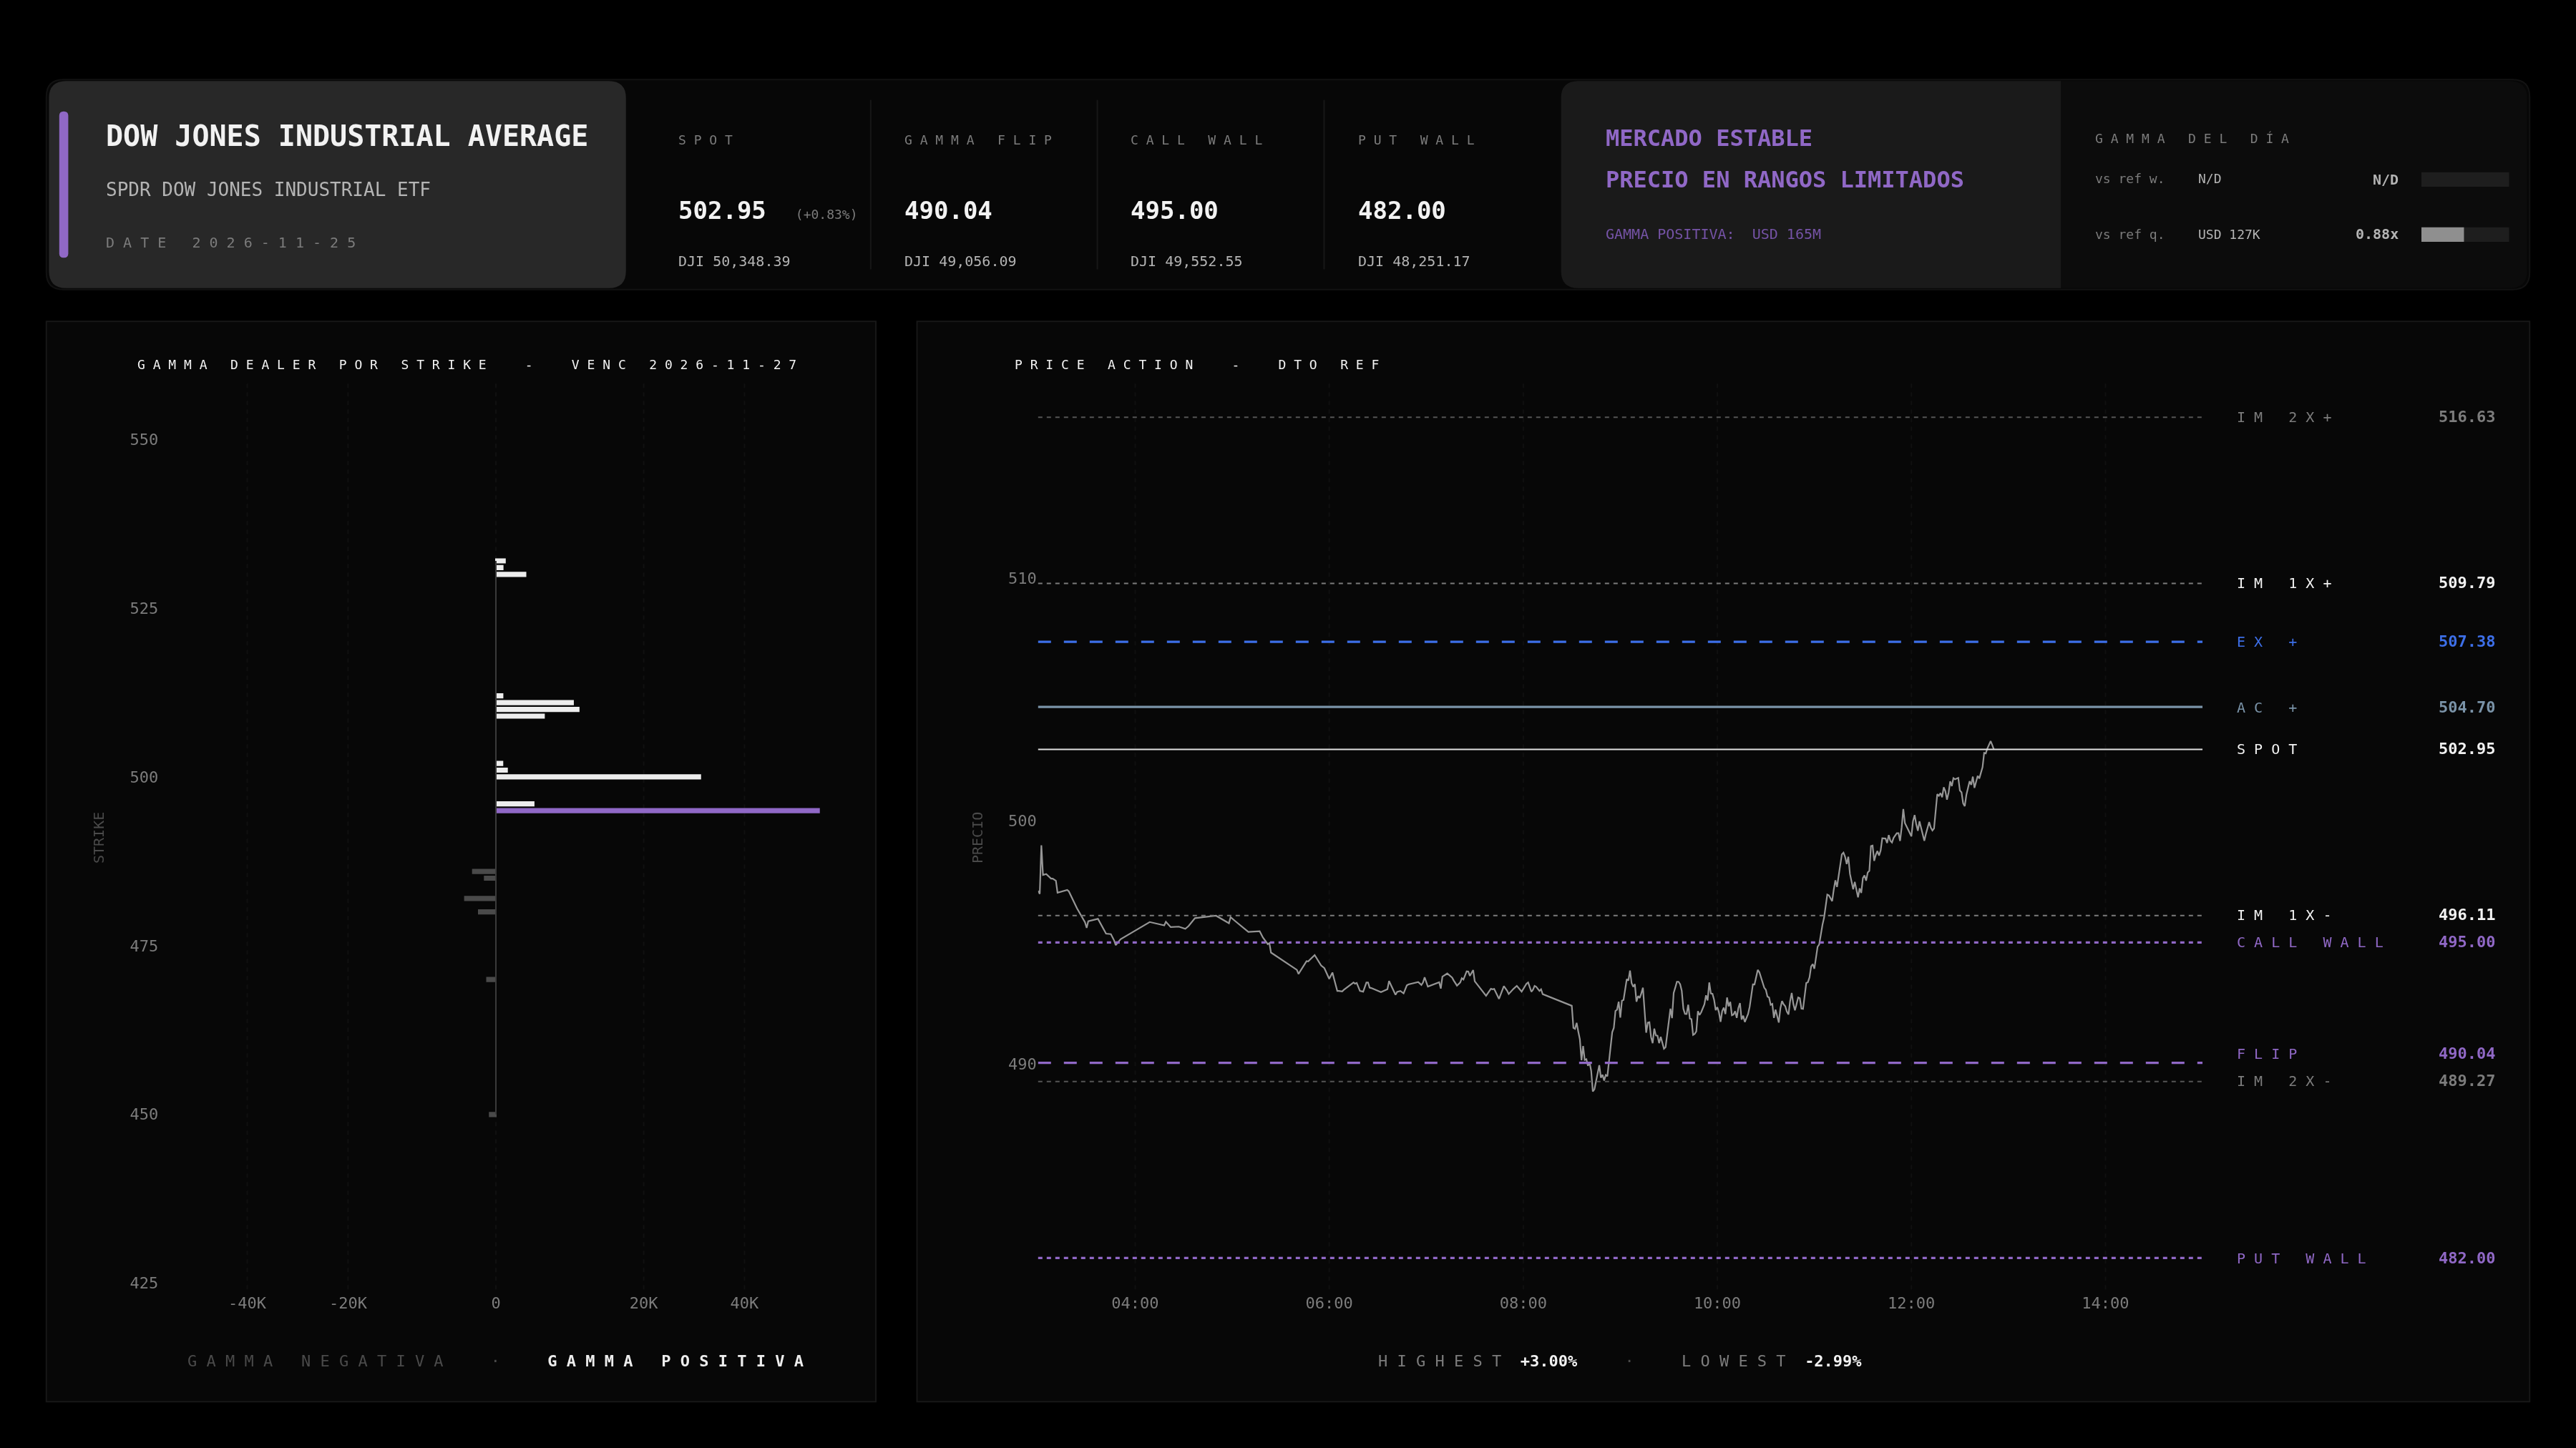 DOW JONES INDUSTRIAL AVERAGE
SPDR DOW JONES INDUSTRIAL ETF
DATE 2026-11-25
SPOT
502.95 (+0.83%)
DJI 50,348.39
GAMMA FLIP
490.04
DJI 49,056.09
CALL WALL
495.00
DJI 49,552.55
PUT WALL
482.00
DJI 48,251.17
MERCADO ESTABLE
PRECIO EN RANGOS LIMITADOS
GAMMA POSITIVA: USD 165M
GAMMA DEL DÍA
vs ref w. N/D N/D
vs ref q. USD 127K 0.88x
GAMMA DEALER POR STRIKE - VENC 2026-11-27
550
525
500
475
450
425
STRIKE
-40K -20K 0 20K 40K
GAMMA NEGATIVA · GAMMA POSITIVA
PRICE ACTION - DTO REF
510
500
490
PRECIO
IM 2X+ 516.63
IM 1X+ 509.79
EX + 507.38
AC + 504.70
SPOT 502.95
IM 1X- 496.11
CALL WALL 495.00
FLIP 490.04
IM 2X- 489.27
PUT WALL 482.00
04:00 06:00 08:00 10:00 12:00 14:00
HIGHEST +3.00% · LOWEST -2.99%